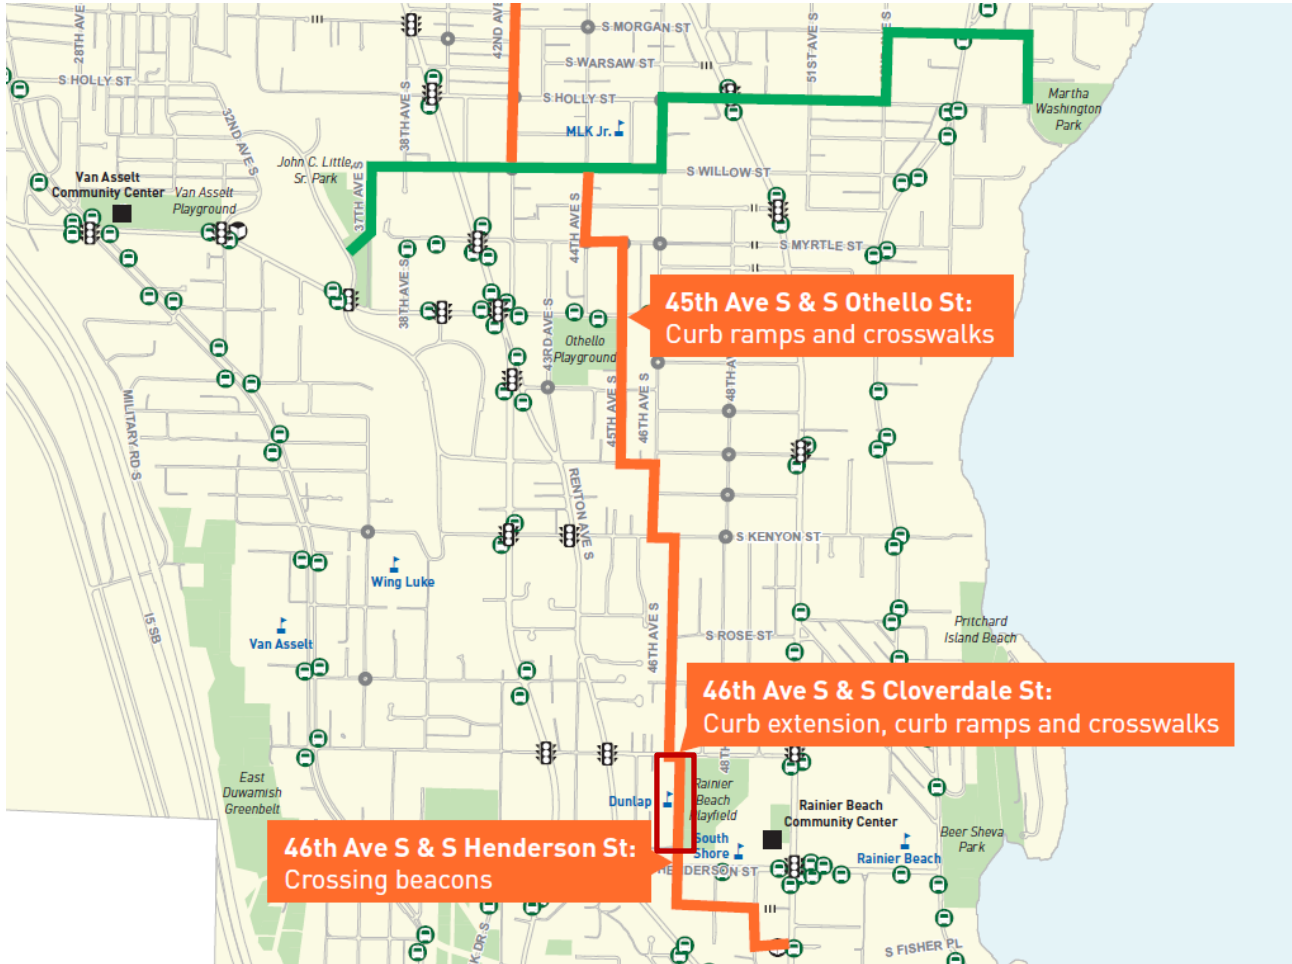 28TH AVE S
42ND AVE
S MORGAN ST
51ST AVE S
S WARSAW ST
S HOLLY ST
38TH AVE S
S HOLLY ST
Martha
Washington
Park
32ND AVE S
MLK Jr.
John C. Little,
Sr. Park
37TH AVE S
S WILLOW ST
Van Asselt
Community Center
Van Asselt
Playground
44TH AVE S
S MYRTLE ST
38TH AVE S
43RD AVE S
45th Ave S & S Othello St:
Curb ramps and crosswalks
Othello
Playground
45TH AVE S
46TH AVE S
48TH AV
MILITARY RD S
RENTON AVE S
S KENYON ST
Wing Luke
I5 SB
Van Asselt
46TH AVE S
S ROSE ST
Pritchard
Island Beach
46th Ave S & S Cloverdale St:
Curb extension, curb ramps and crosswalks
48TH
East
Duwamish
Greenbelt
Dunlap
Rainier
Beach
Playfield
Rainier Beach
Community Center
South
Shore
Rainier Beach
Beer Sheva
Park
46th Ave S & S Henderson St:
Crossing beacons
HENDERSON ST
K DR S
S FISHER PL